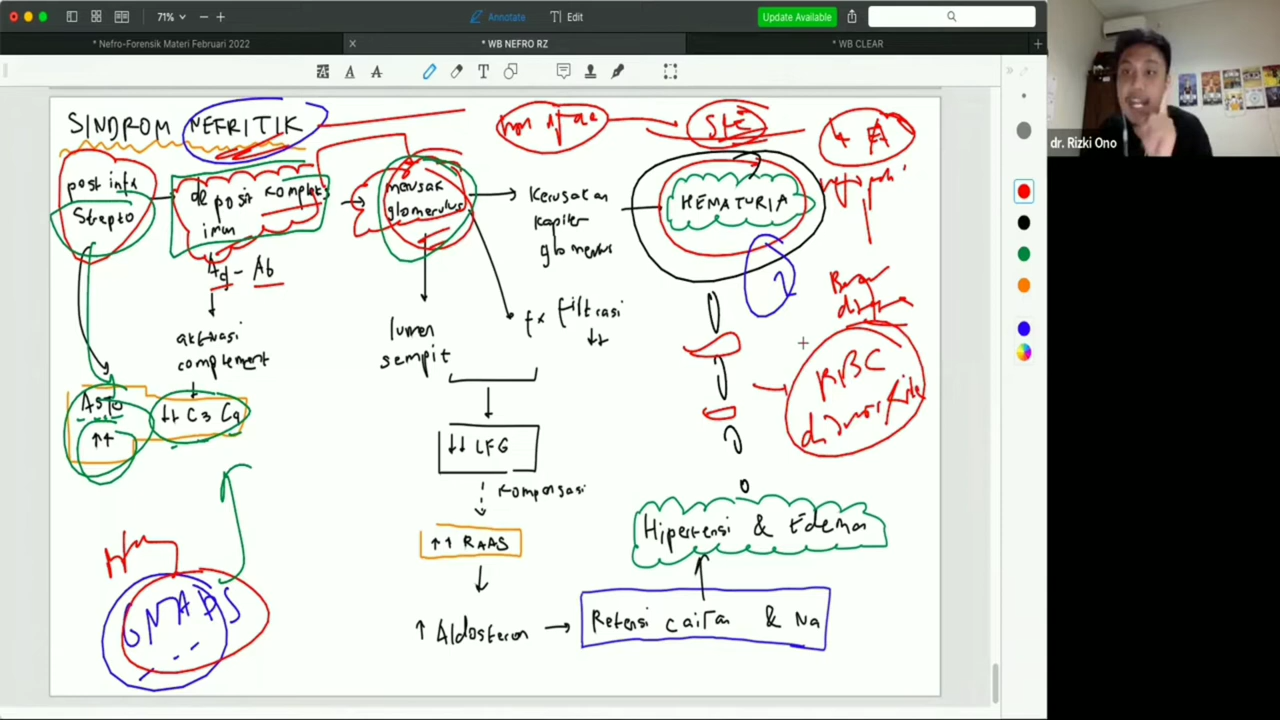 71%
Annotate
Edit
Update Available
* Nefro-Forensik Materi Februari 2022
* WB NEFRO RZ
* WB CLEAR
dr. Rizki Ono
SINDROM NEFRITIK
post infx
Strepto
deposit kompleks
imun
Ag - Ab
aktivasi
complement
ASTO
↑↑
↓↓ C3 Cq
GNAPS
merusak
glomerulus
lumen
sempit
fx filtrasi
↓↓
↓↓ LFG
kompensasi
↑↑ RAAS
↑ Aldosteron
Retensi cairan & Na
Hipertensi & Edema
Kerusakan
kapiler
glomerulus
HEMATURIA
RBC
dismorfik